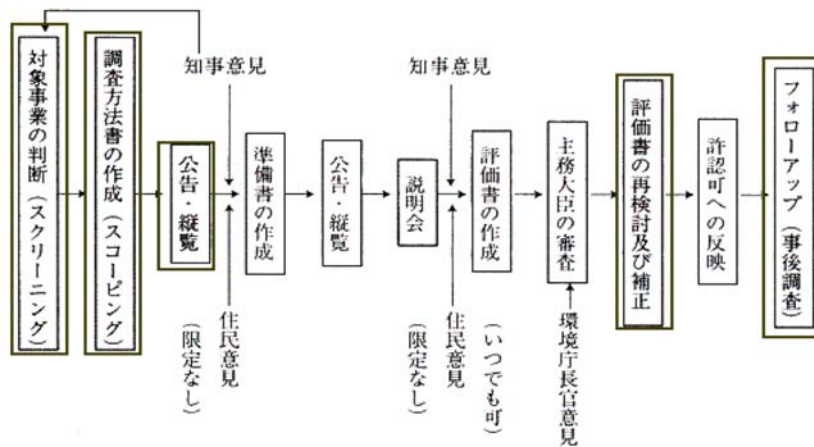 知事意見
知事意見
対象事業の判断（スクリーニング）
調査方法書の作成（スコーピング）
公告・縦覧
準備書の作成
公告・縦覧
説明会
評価書の作成
主務大臣の審査
評価書の再検討及び補正
許認可への反映
フォローアップ（事後調査）
住民意見
（限定なし）
住民意見
（限定なし）
（いつでも可）
環境庁長官意見